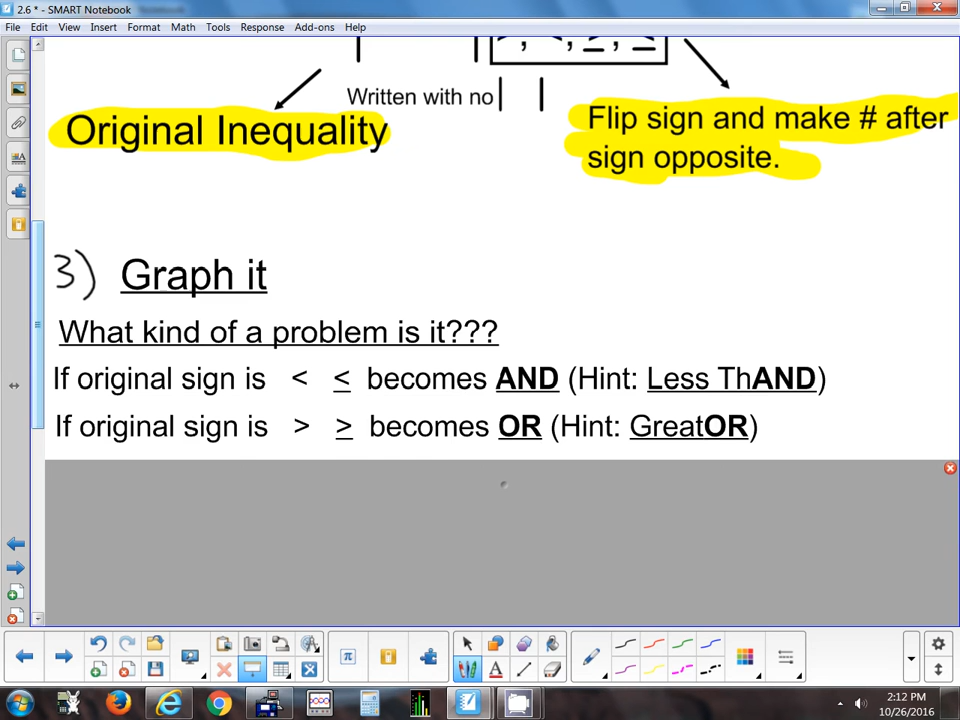 2.6 * - SMART Notebook
File Edit View Insert Format Math Tools Response Add-ons Help
Written with no | |
Original Inequality
Flip sign and make # after
sign opposite.
3) Graph it
What kind of a problem is it???
If original sign is < ≤ becomes AND (Hint: Less ThAND)
If original sign is > ≥ becomes OR (Hint: GreatOR)
2:12 PM
10/26/2016